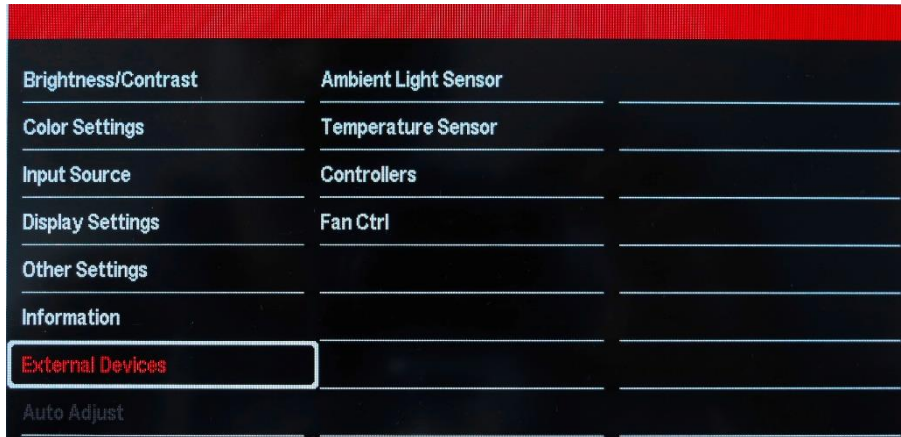 Brightness/Contrast
Ambient Light Sensor
Color Settings
Temperature Sensor
Input Source
Controllers
Display Settings
Fan Ctrl
Other Settings
Information
External Devices
Auto Adjust